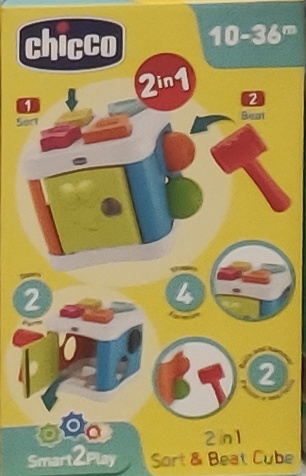 chicco
10-36m
2in1
1
Sort
2
Beat
2
4
2
Smart2Play
2 in 1
Sort & Beat Cube